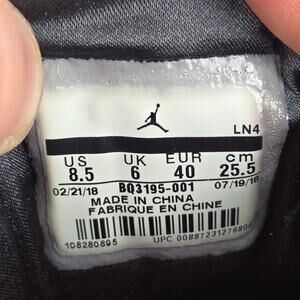 LN4
US UK EUR cm
8.5 6 40 25.5
02/21/18 BQ3195-001 07/19/18
MADE IN CHINA
FABRIQUE EN CHINE
108280895
UPC